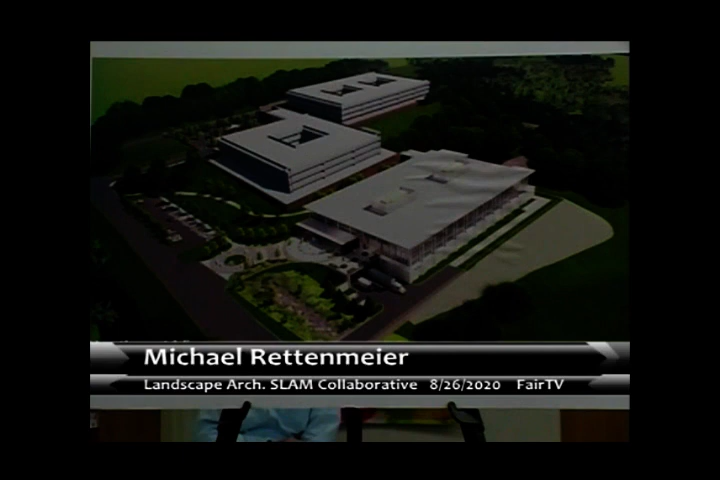 Michael Rettenmeier
Landscape Arch. SLAM Collaborative 8/26/2020 FairTV